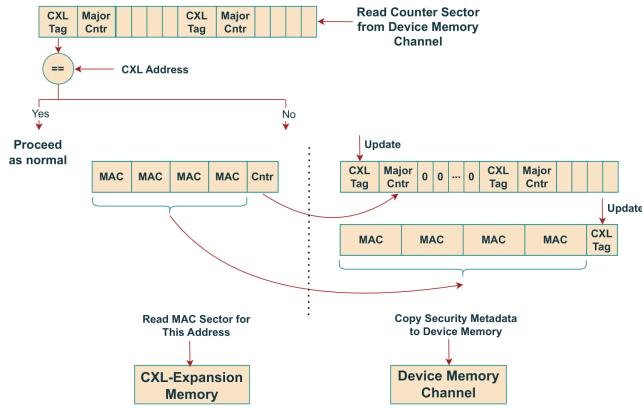 CXL Tag Major Cntr CXL Tag Major Cntr
Read Counter Sector
from Device Memory
Channel
==
CXL Address
Yes
No
Proceed
as normal
Update
MAC MAC MAC MAC Cntr
CXL Tag Major Cntr 0 0 ... 0 CXL Tag Major Cntr
Update
MAC MAC MAC MAC CXL Tag
Read MAC Sector for
This Address
Copy Security Metadata
to Device Memory
CXL-Expansion
Memory
Device Memory
Channel